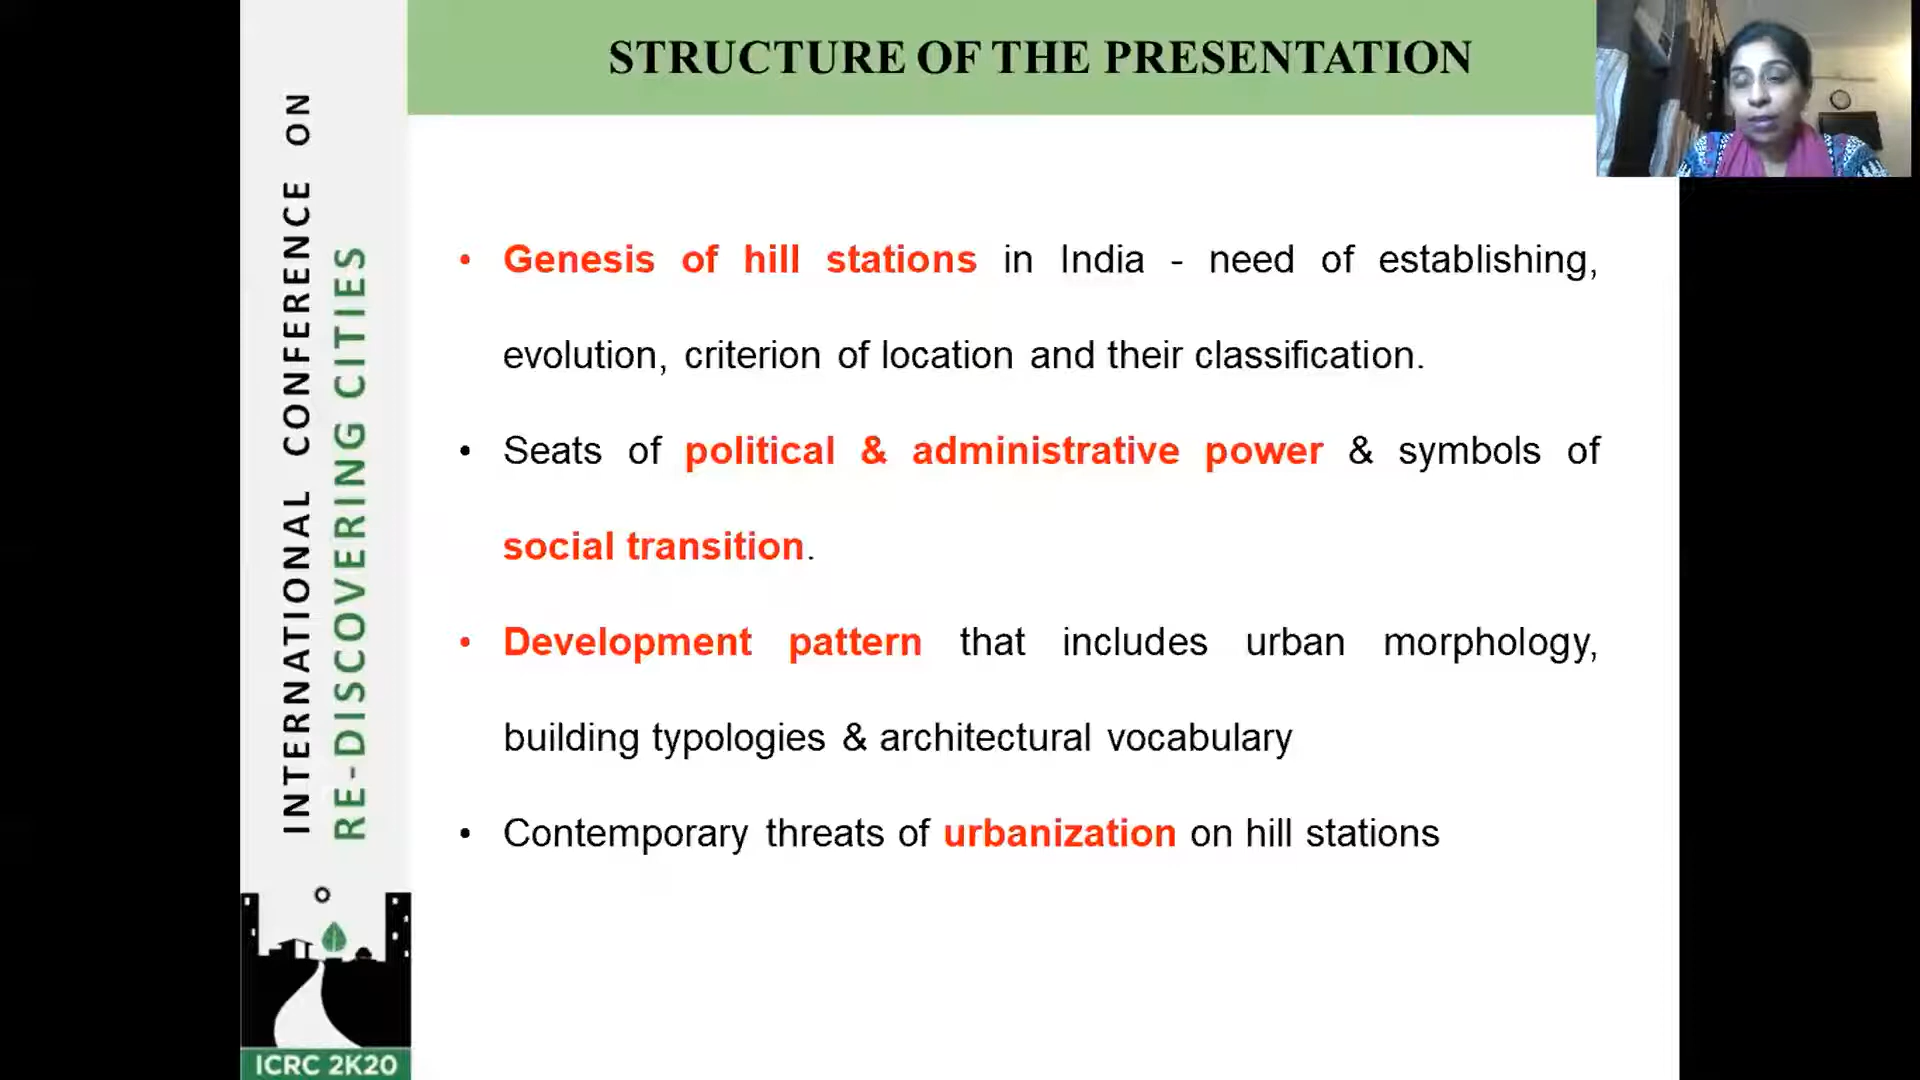 STRUCTURE OF THE PRESENTATION
INTERNATIONAL CONFERENCE ON
RE-DISCOVERING CITIES
• Genesis of hill stations in India - need of establishing,
evolution, criterion of location and their classification.
• Seats of political & administrative power & symbols of
social transition.
• Development pattern that includes urban morphology,
building typologies & architectural vocabulary
• Contemporary threats of urbanization on hill stations
ICRC 2K20